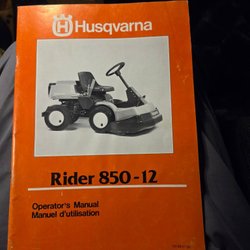 Husqvarna
Rider 850-12
Operator's Manual
Manuel d'utilisation